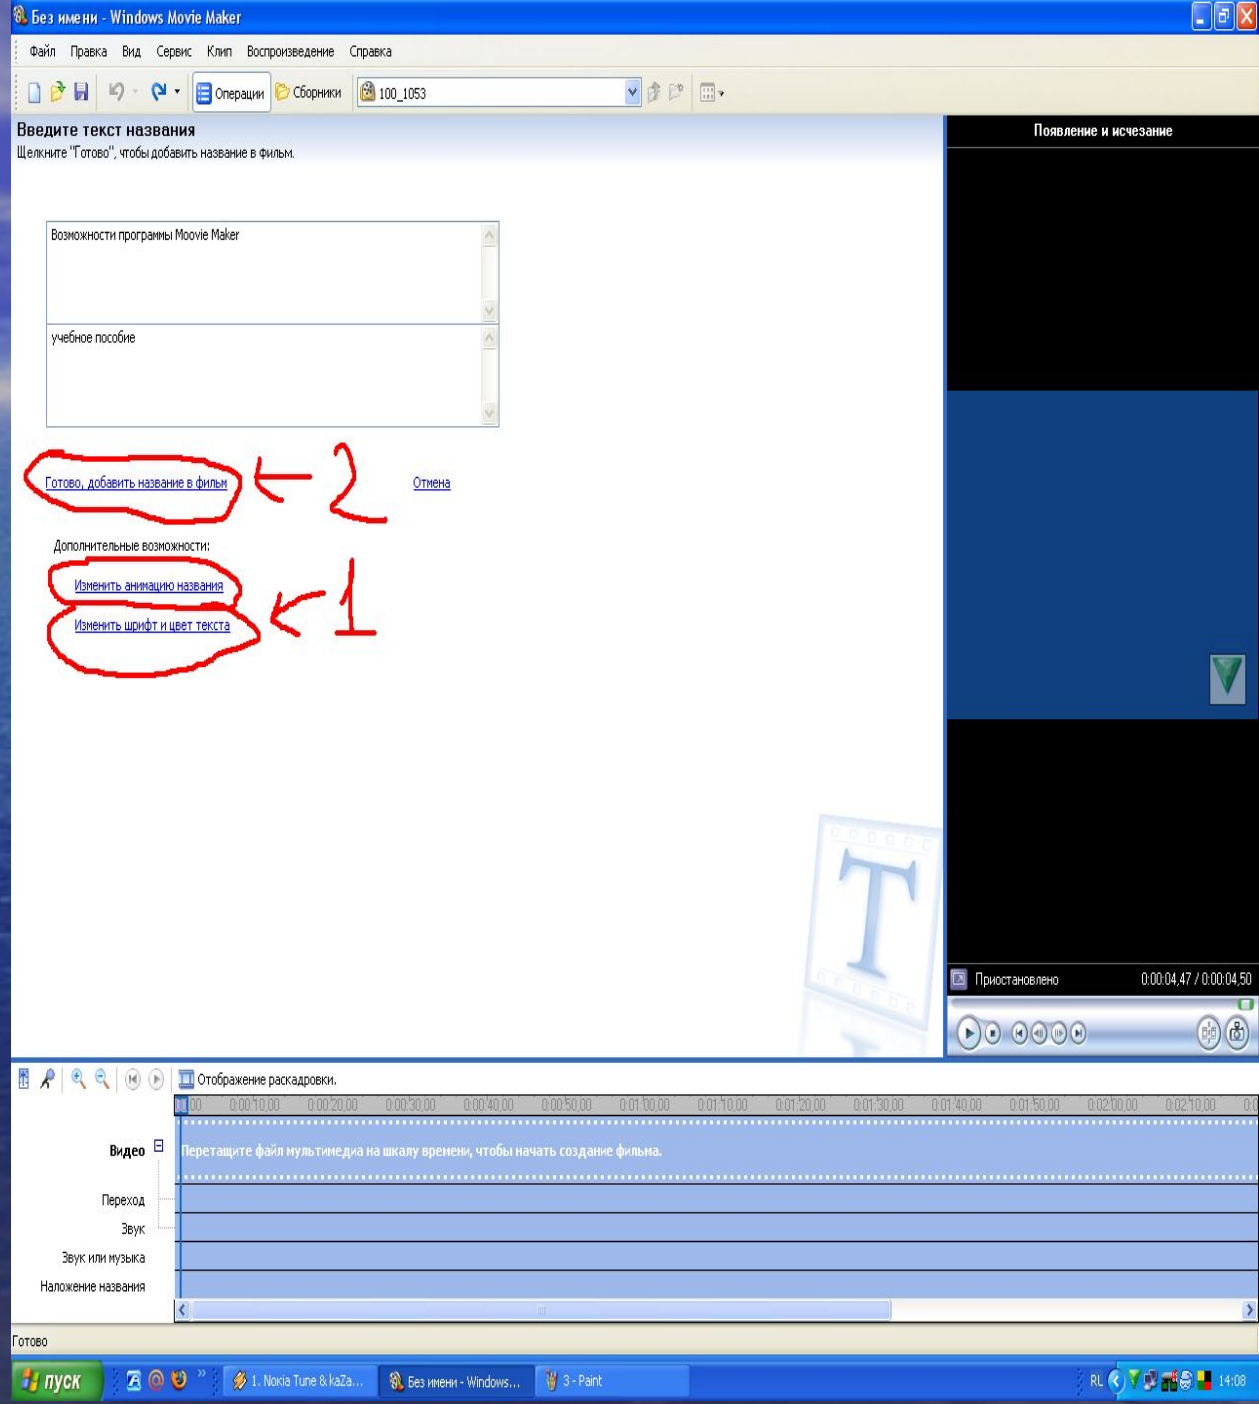 Без имени - Windows Movie Maker
Файл Правка Вид Сервис Клип Воспроизведение Справка
Операции Сборники 100_1053
Введите текст названия
Щелкните "Готово", чтобы добавить название в фильм.
Появление и исчезание
Возможности программы Moovie Maker
учебное пособие
Готово, добавить название в фильм
2
Отмена
Дополнительные возможности:
Изменить анимацию названия
1
Изменить шрифт и цвет текста
T
Приостановлено 0:00:04,47 / 0:00:04,50
Отображение раскадровки.
0:00:10,00 0:00:20,00 0:00:30,00 0:00:40,00 0:00:50,00 0:01:00,00 0:01:10,00 0:01:20,00 0:01:30,00 0:01:40,00 0:01:50,00 0:02:00,00 0:02:10,00
Видео
Перетащите файл мультимедиа на шкалу времени, чтобы начать создание фильма.
Переход
Звук
Звук или музыка
Наложение названия
Готово
пуск
1. Nokia Tune & kaZa...
Без имени - Windows...
3 - Paint
RL
14:08